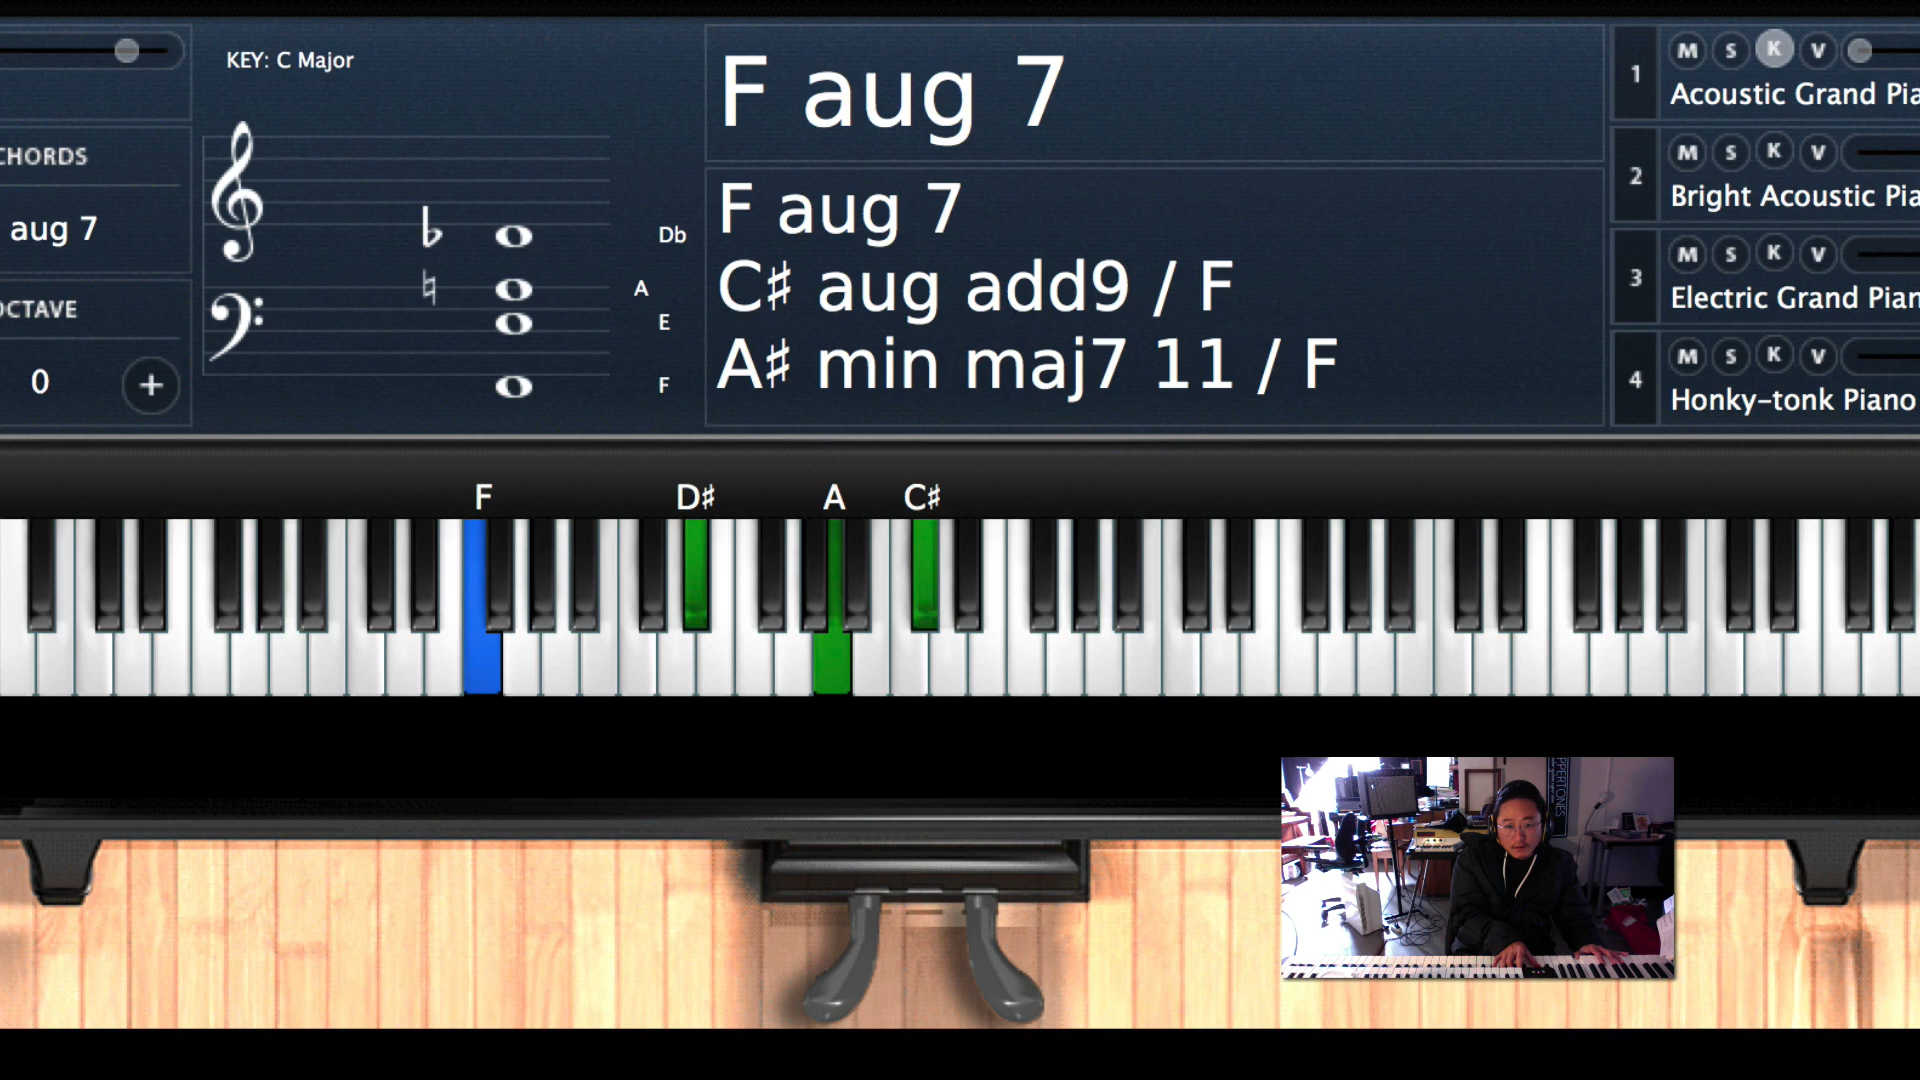 KEY: C Major
CHORDS
aug 7
OCTAVE
0 +
Db
A
E
F
F aug 7
F aug 7
C♯ aug add9 / F
A♯ min maj7 11 / F
1 M S K V
Acoustic Grand Pia
2 M S K V
Bright Acoustic Pia
3 M S K V
Electric Grand Pian
4 M S K V
Honky-tonk Piano
F D♯ A C♯
PPERTONES